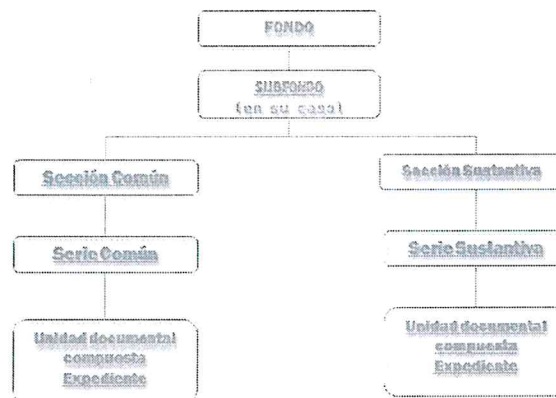 FONDO
SUBFONDO
(en su caso)
Sección Común
Sección Sustantiva
Serie Común
Serie Sustantiva
Unidad documental
compuesta
Expediente
Unidad documental
compuesta
Expediente